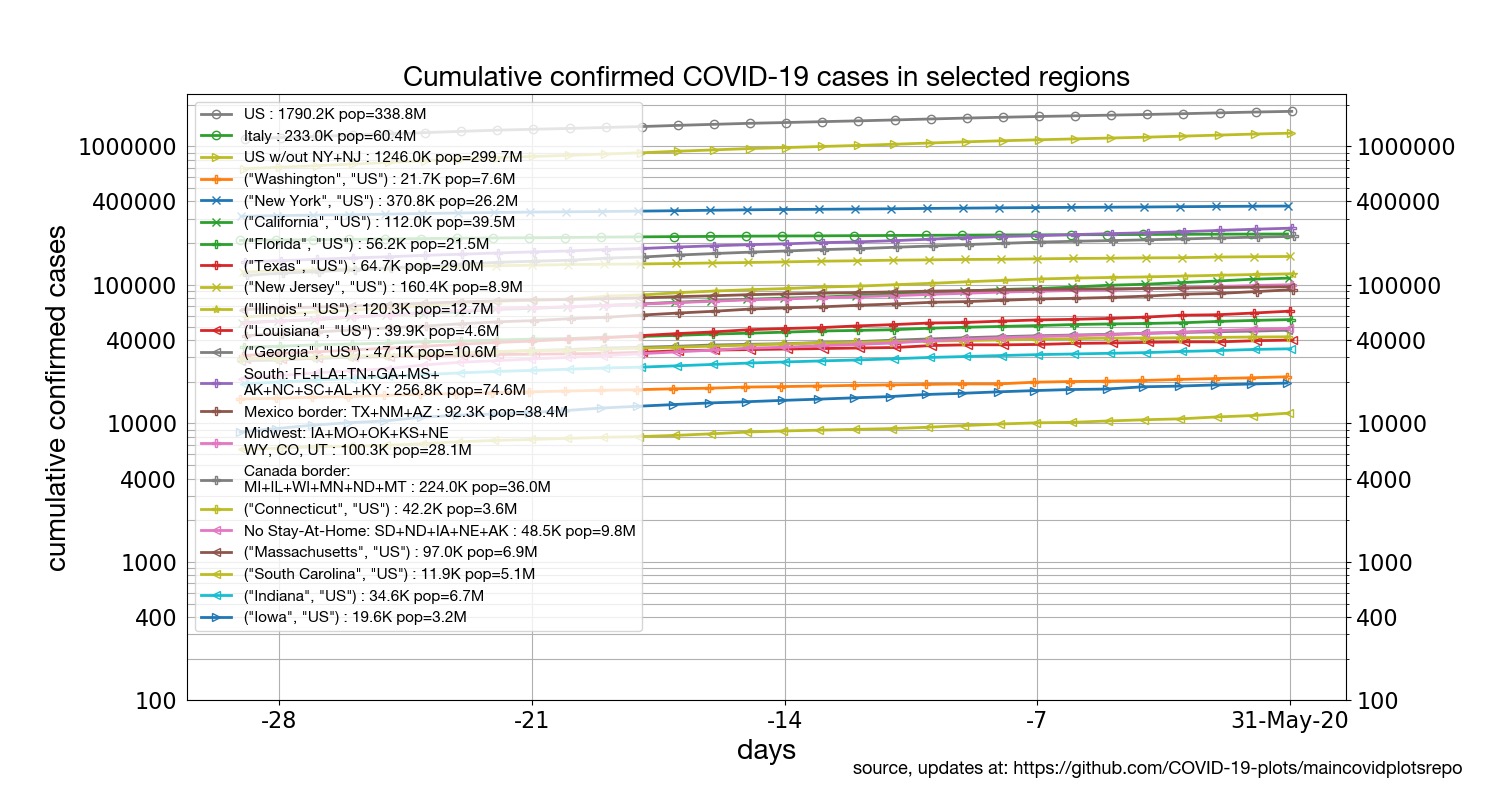 Cumulative confirmed COVID-19 cases in selected regions
US : 1790.2K pop=338.8M
Italy : 233.0K pop=60.4M
US w/out NY+NJ : 1246.0K pop=299.7M
("Washington", "US") : 21.7K pop=7.6M
("New York", "US") : 370.8K pop=26.2M
("California", "US") : 112.0K pop=39.5M
("Florida", "US") : 56.2K pop=21.5M
("Texas", "US") : 64.7K pop=29.0M
("New Jersey", "US") : 160.4K pop=8.9M
("Illinois", "US") : 120.3K pop=12.7M
("Louisiana", "US") : 39.9K pop=4.6M
("Georgia", "US") : 47.1K pop=10.6M
South: FL+LA+TN+GA+MS+
AK+NC+SC+AL+KY : 256.8K pop=74.6M
Mexico border: TX+NM+AZ : 92.3K pop=38.4M
Midwest: IA+MO+OK+KS+NE
WY, CO, UT : 100.3K pop=28.1M
Canada border:
MI+IL+WI+MN+ND+MT : 224.0K pop=36.0M
("Connecticut", "US") : 42.2K pop=3.6M
No Stay-At-Home: SD+ND+IA+NE+AK : 48.5K pop=9.8M
("Massachusetts", "US") : 97.0K pop=6.9M
("South Carolina", "US") : 11.9K pop=5.1M
("Indiana", "US") : 34.6K pop=6.7M
("Iowa", "US") : 19.6K pop=3.2M
cumulative confirmed cases
1000000
400000
100000
40000
10000
4000
1000
400
100
1000000
400000
100000
40000
10000
4000
1000
400
100
-28
-21
-14
-7
31-May-20
days
source, updates at: https://github.com/COVID-19-plots/maincovidplotsrepo